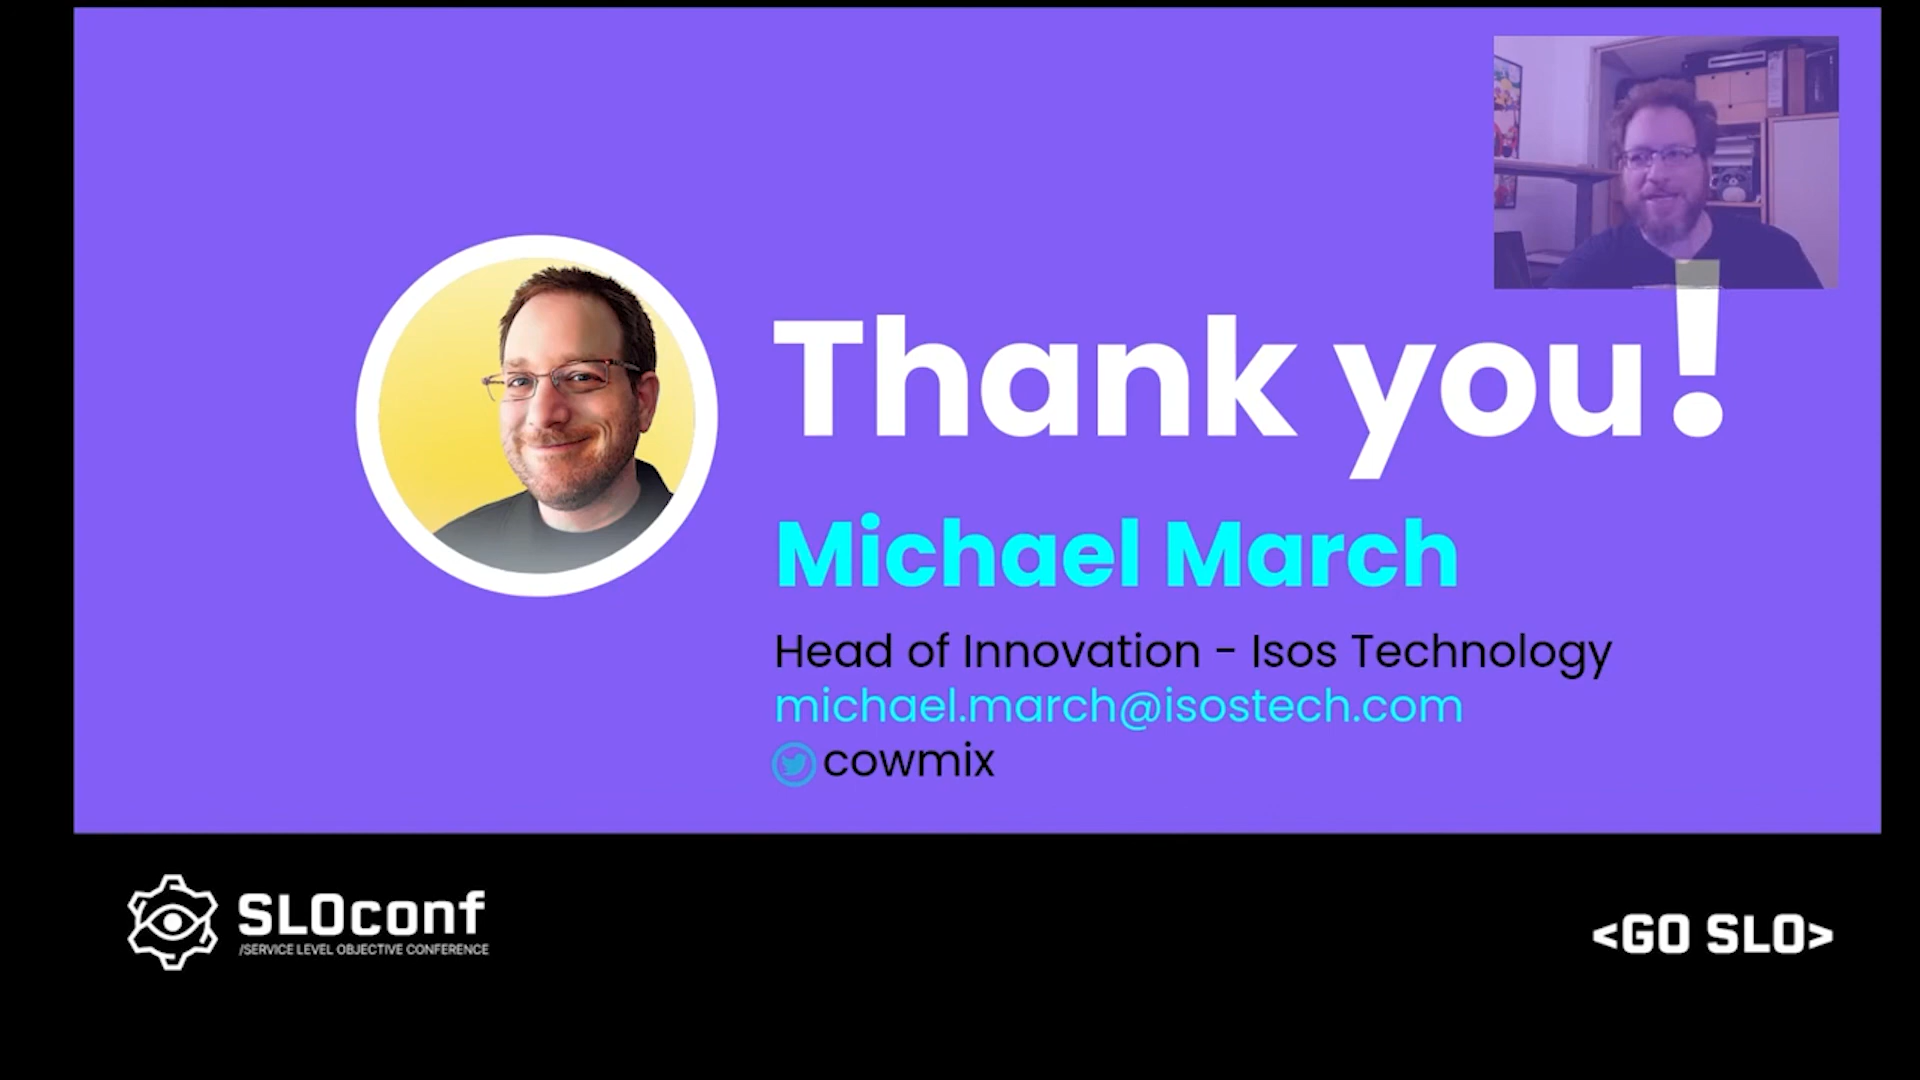 Thank you!
Michael March
Head of Innovation - Isos Technology
michael.march@isostech.com
cowmix
SLOconf
/SERVICE LEVEL OBJECTIVE CONFERENCE
<GO SLO>